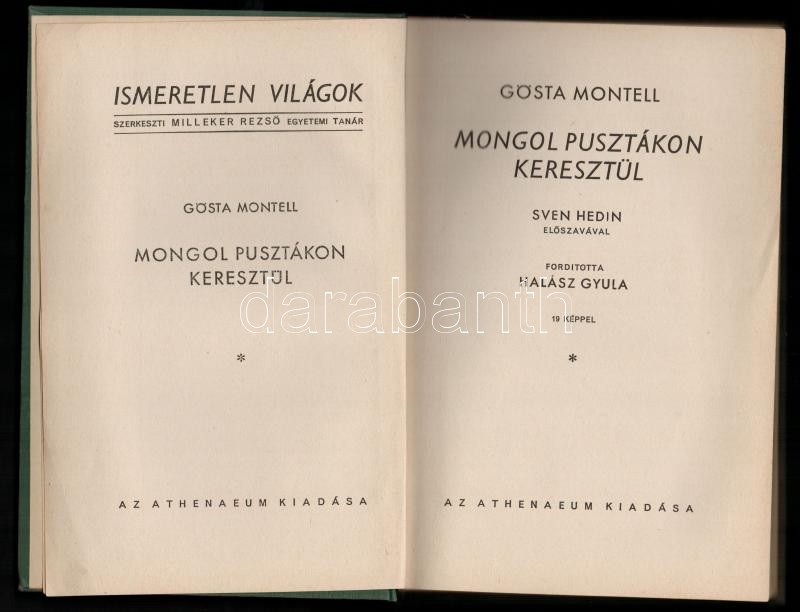 ISMERETLEN VILÁGOK
SZERKESZTI MILLEKER REZSŐ EGYETEMI TANÁR
GÖSTA MONTELL
MONGOL PUSZTÁKON
KERESZTÜL
*
AZ ATHENAEUM KIADÁSA
GÖSTA MONTELL
MONGOL PUSZTÁKON
KERESZTÜL
SVEN HEDIN
ELŐSZAVÁVAL
FORDITOTTA
HALÁSZ GYULA
19 KÉPPEL
*
AZ ATHENAEUM KIADÁSA
darabanth